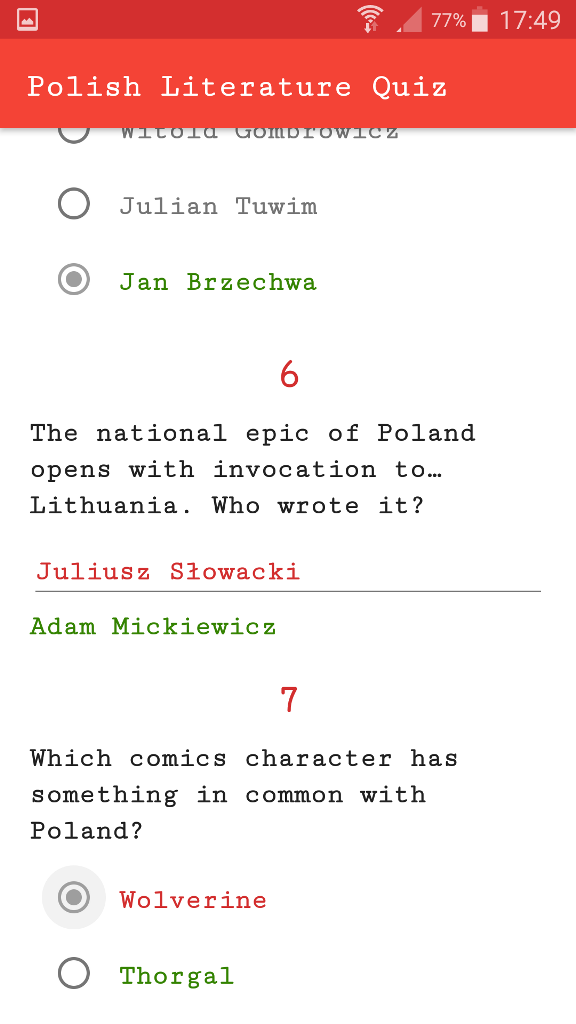 77% 17:49
Polish Literature Quiz
Witold Gombrowicz
Julian Tuwim
Jan Brzechwa
6
The national epic of Poland
opens with invocation to…
Lithuania. Who wrote it?
Juliusz Słowacki
Adam Mickiewicz
7
Which comics character has
something in common with
Poland?
Wolverine
Thorgal